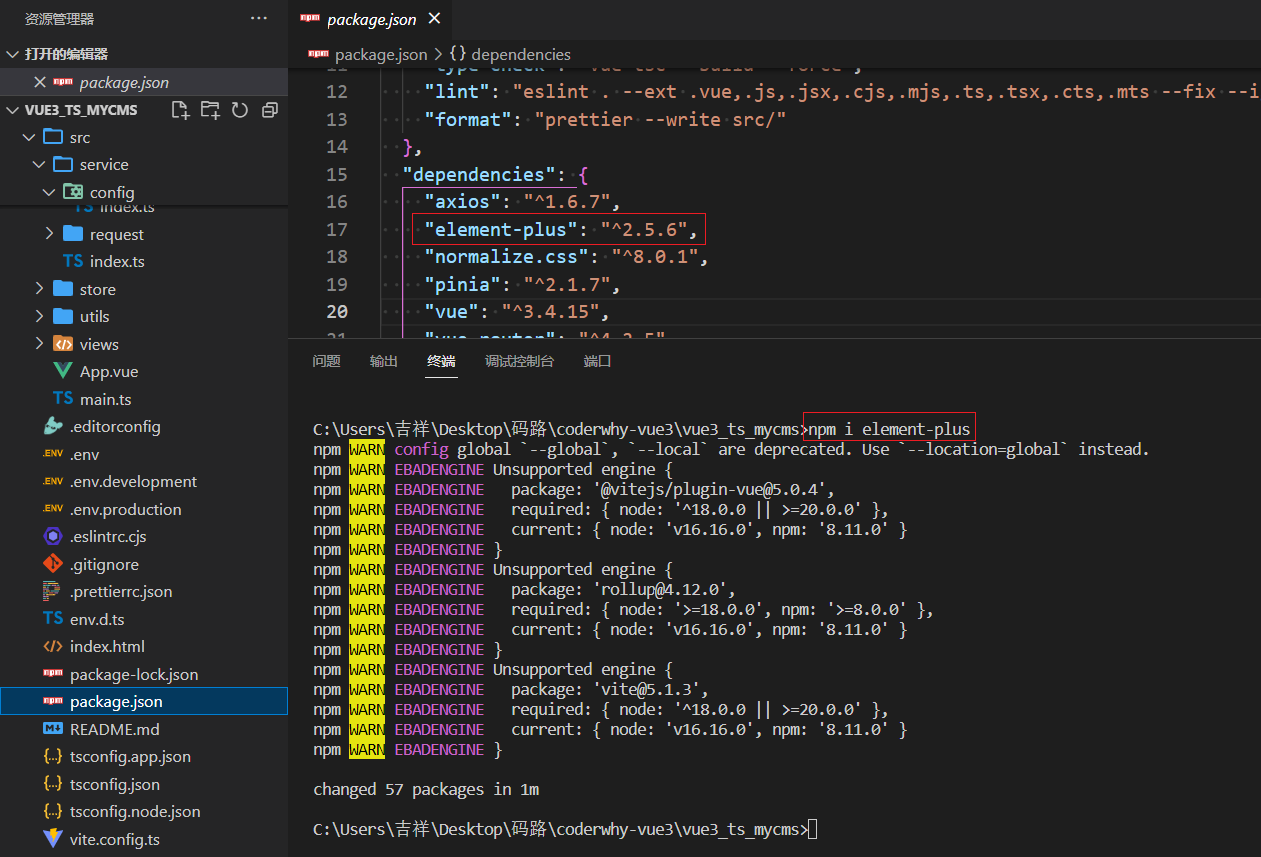 资源管理器
打开的编辑器
package.json
VUE3_TS_MYCMS
src
service
config
index.ts
request
TS index.ts
store
utils
views
App.vue
TS main.ts
.editorconfig
.ENV .env
.ENV .env.development
.ENV .env.production
.eslintrc.cjs
.gitignore
.prettierrc.json
TS env.d.ts
index.html
npm package-lock.json
npm package.json
README.md
{..} tsconfig.app.json
{..} tsconfig.json
{..} tsconfig.node.json
vite.config.ts
npm package.json
npm package.json > {} dependencies
12 "lint": "eslint . --ext .vue,.js,.jsx,.cjs,.mjs,.ts,.tsx,.cts,.mts --fix --i
13 "format": "prettier --write src/"
14 },
15 "dependencies": {
16 "axios": "^1.6.7",
17 "element-plus": "^2.5.6",
18 "normalize.css": "^8.0.1",
19 "pinia": "^2.1.7",
20 "vue": "^3.4.15",
问题 输出 终端 调试控制台 端口
C:\Users\吉祥\Desktop\码路\coderwhy-vue3\vue3_ts_mycms>npm i element-plus
npm WARN config global `--global`, `--local` are deprecated. Use `--location=global` instead.
npm WARN EBADENGINE Unsupported engine {
npm WARN EBADENGINE package: '@vitejs/plugin-vue@5.0.4',
npm WARN EBADENGINE required: { node: '^18.0.0 || >=20.0.0' },
npm WARN EBADENGINE current: { node: 'v16.16.0', npm: '8.11.0' }
npm WARN EBADENGINE }
npm WARN EBADENGINE Unsupported engine {
npm WARN EBADENGINE package: 'rollup@4.12.0',
npm WARN EBADENGINE required: { node: '>=18.0.0', npm: '>=8.0.0' },
npm WARN EBADENGINE current: { node: 'v16.16.0', npm: '8.11.0' }
npm WARN EBADENGINE }
npm WARN EBADENGINE Unsupported engine {
npm WARN EBADENGINE package: 'vite@5.1.3',
npm WARN EBADENGINE required: { node: '^18.0.0 || >=20.0.0' },
npm WARN EBADENGINE current: { node: 'v16.16.0', npm: '8.11.0' }
npm WARN EBADENGINE }
changed 57 packages in 1m
C:\Users\吉祥\Desktop\码路\coderwhy-vue3\vue3_ts_mycms>